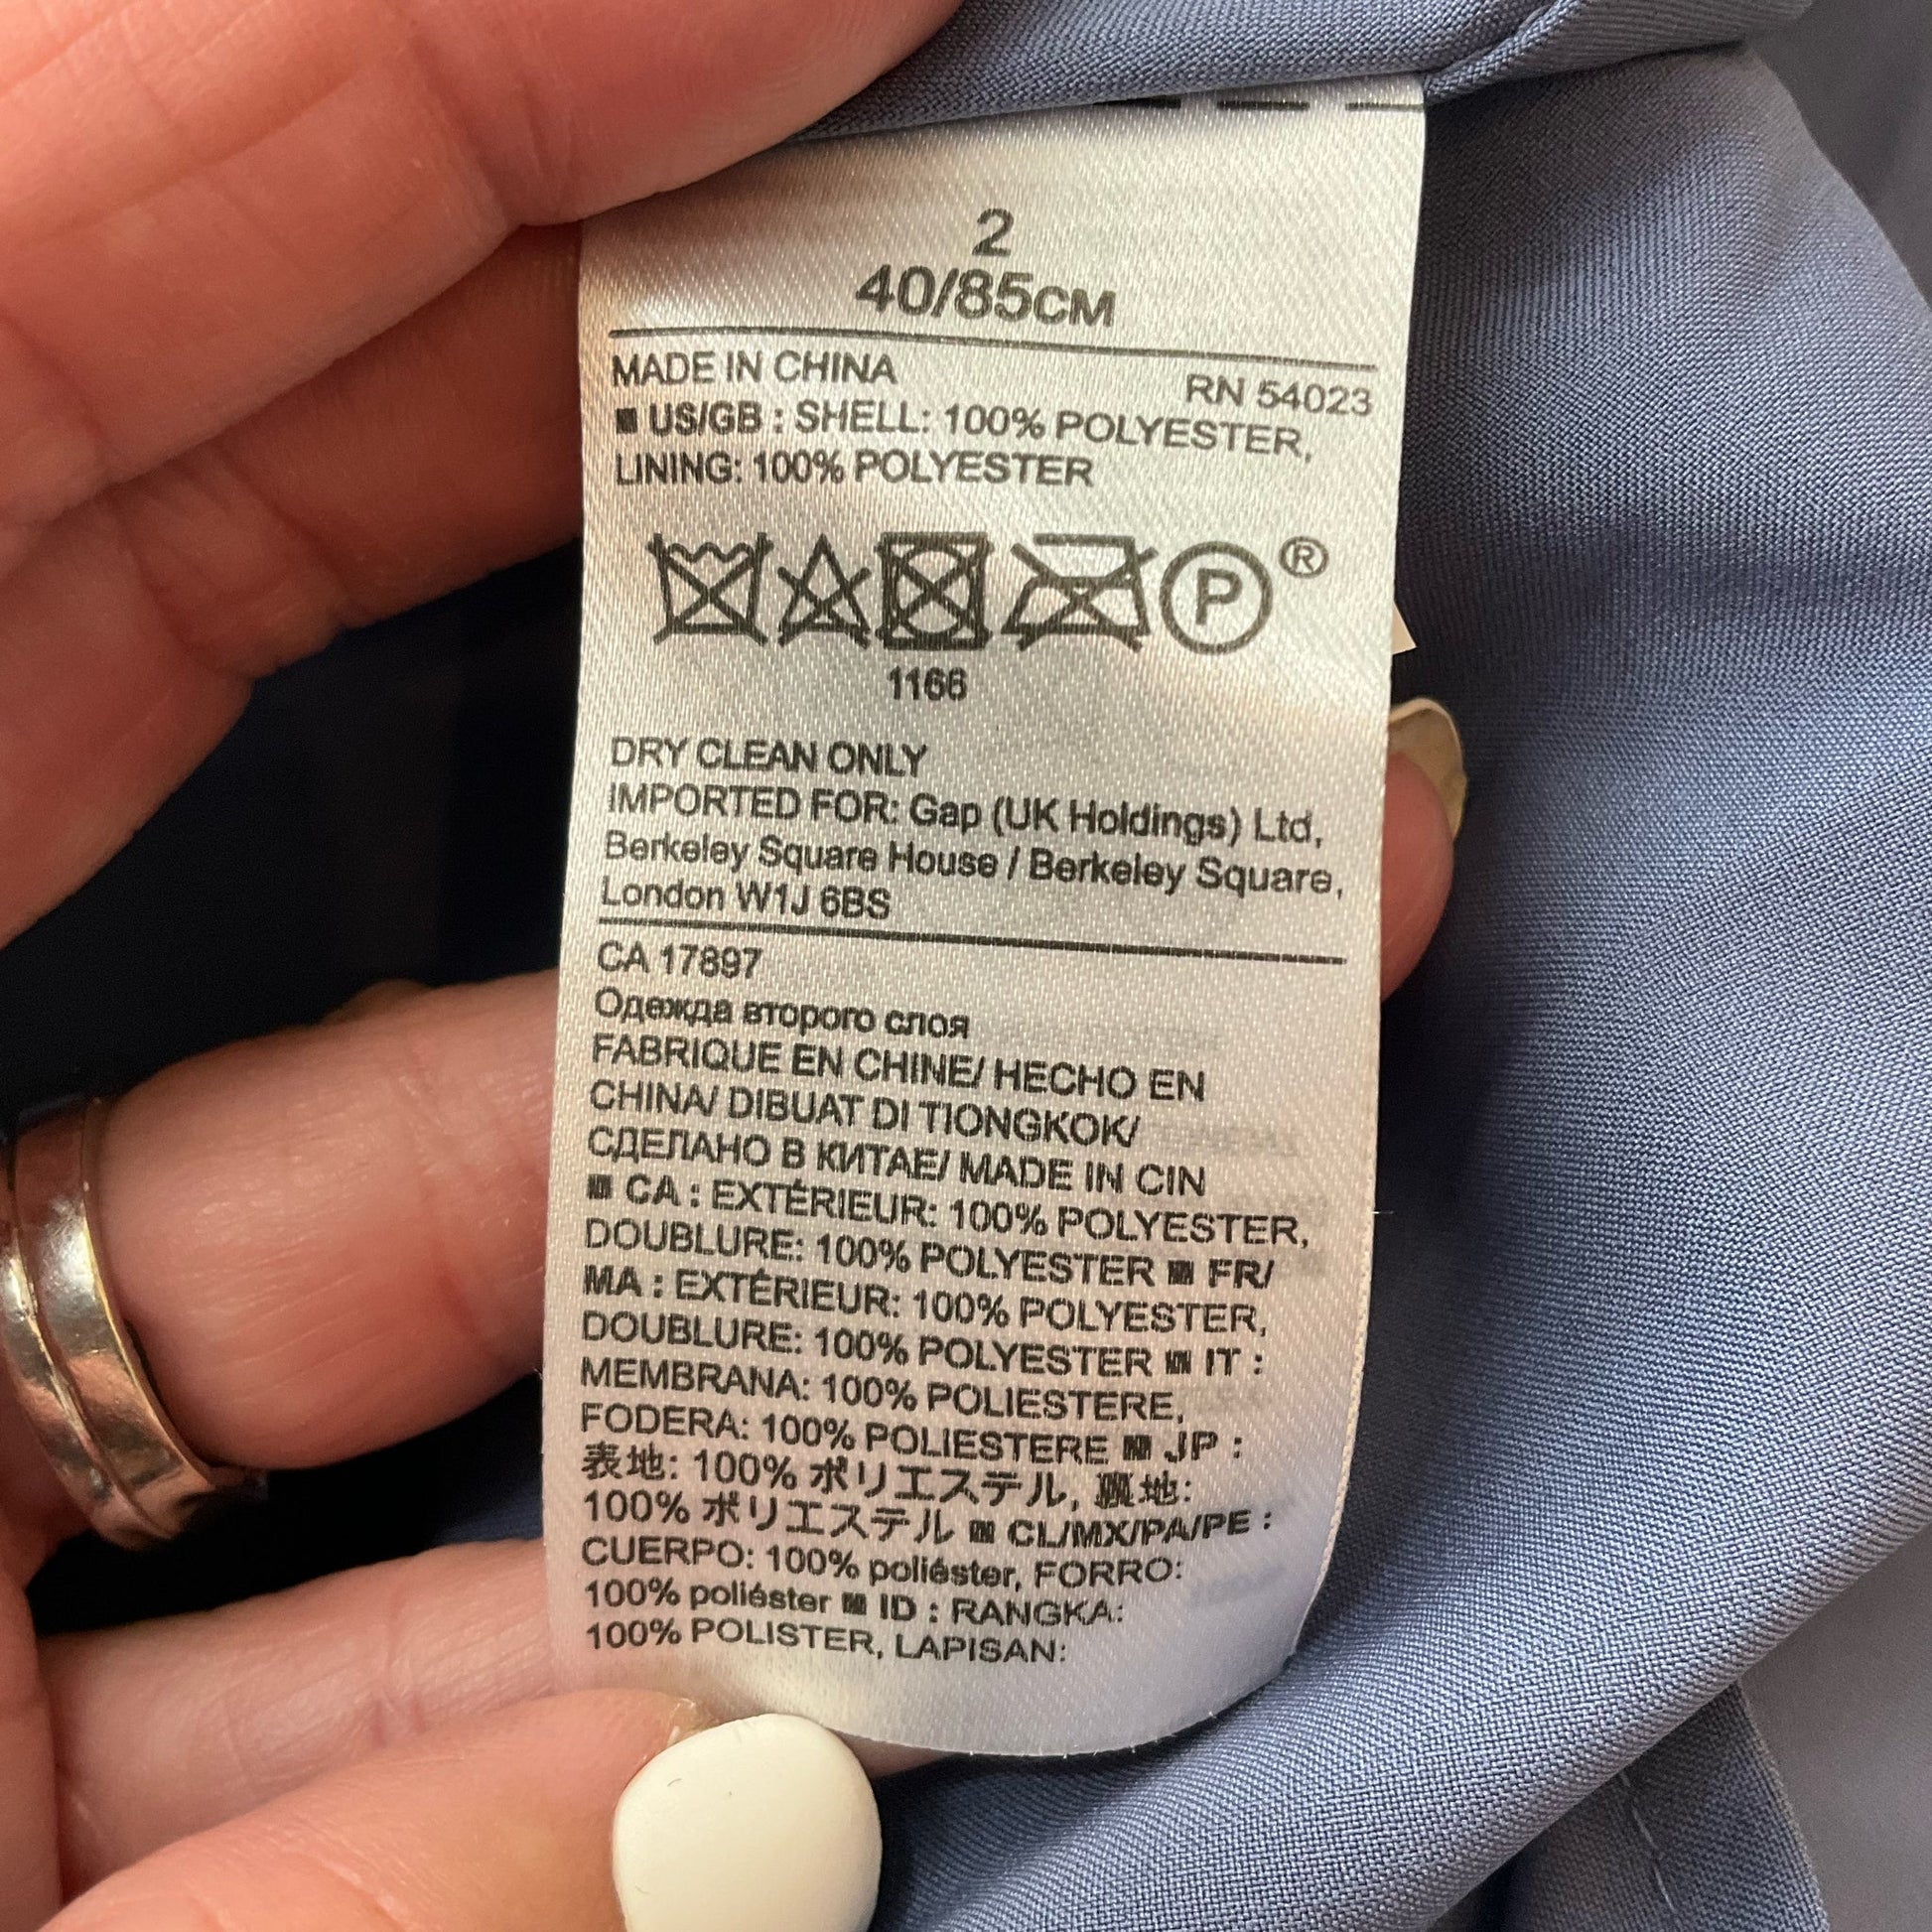 2
40/85CM
MADE IN CHINA
RN 54023
■ US/GB : SHELL: 100% POLYESTER,
LINING: 100% POLYESTER
P ®
1166
DRY CLEAN ONLY
IMPORTED FOR: Gap (UK Holdings) Ltd,
Berkeley Square House / Berkeley Square,
London W1J 6BS
CA 17897
Одежда второго слоя
FABRIQUE EN CHINE/ HECHO EN
CHINA/ DIBUAT DI TIONGKOK/
СДЕЛАНО В КИТАЕ/ MADE IN CIN
■ CA : EXTÉRIEUR: 100% POLYESTER,
DOUBLURE: 100% POLYESTER ■ FR/
MA : EXTÉRIEUR: 100% POLYESTER,
DOUBLURE: 100% POLYESTER ■ IT :
MEMBRANA: 100% POLIESTERE,
FODERA: 100% POLIESTERE ■ JP :
表地: 100% ポリエステル, 裏地:
100% ポリエステル ■ CL/MX/PA/PE :
CUERPO: 100% poliéster, FORRO:
100% poliéster ■ ID : RANGKA:
100% POLISTER, LAPISAN: